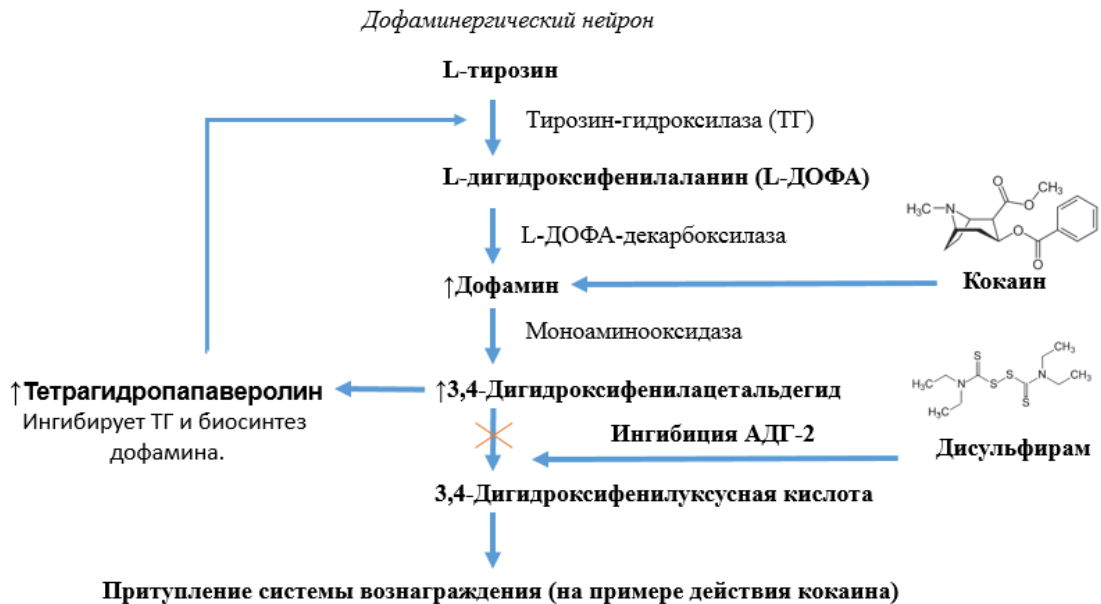 Дофаминергический нейрон
L-тирозин
Тирозин-гидроксилаза (ТГ)
L-дигидроксифенилаланин (L-ДОФА)
L-ДОФА-декарбоксилаза
↑Дофамин
H₃C
N
O
O
CH₃
O
O
Кокаин
Моноаминооксидаза
↑Тетрагидропапаверолин
Ингибирует ТГ и биосинтез
дофамина.
↑3,4-Дигидроксифенилацетальдегид
Ингибиция АДГ-2
CH₃
H₃C
S
N
S
S
N
CH₃
S
H₃C
Дисульфирам
3,4-Дигидроксифенилуксусная кислота
Притупление системы вознаграждения (на примере действия кокаина)